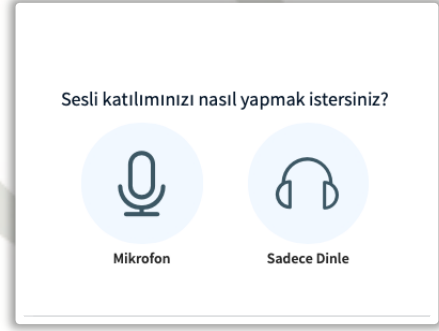 Sesli katılımınızı nasıl yapmak istersiniz?
Mikrofon
Sadece Dinle